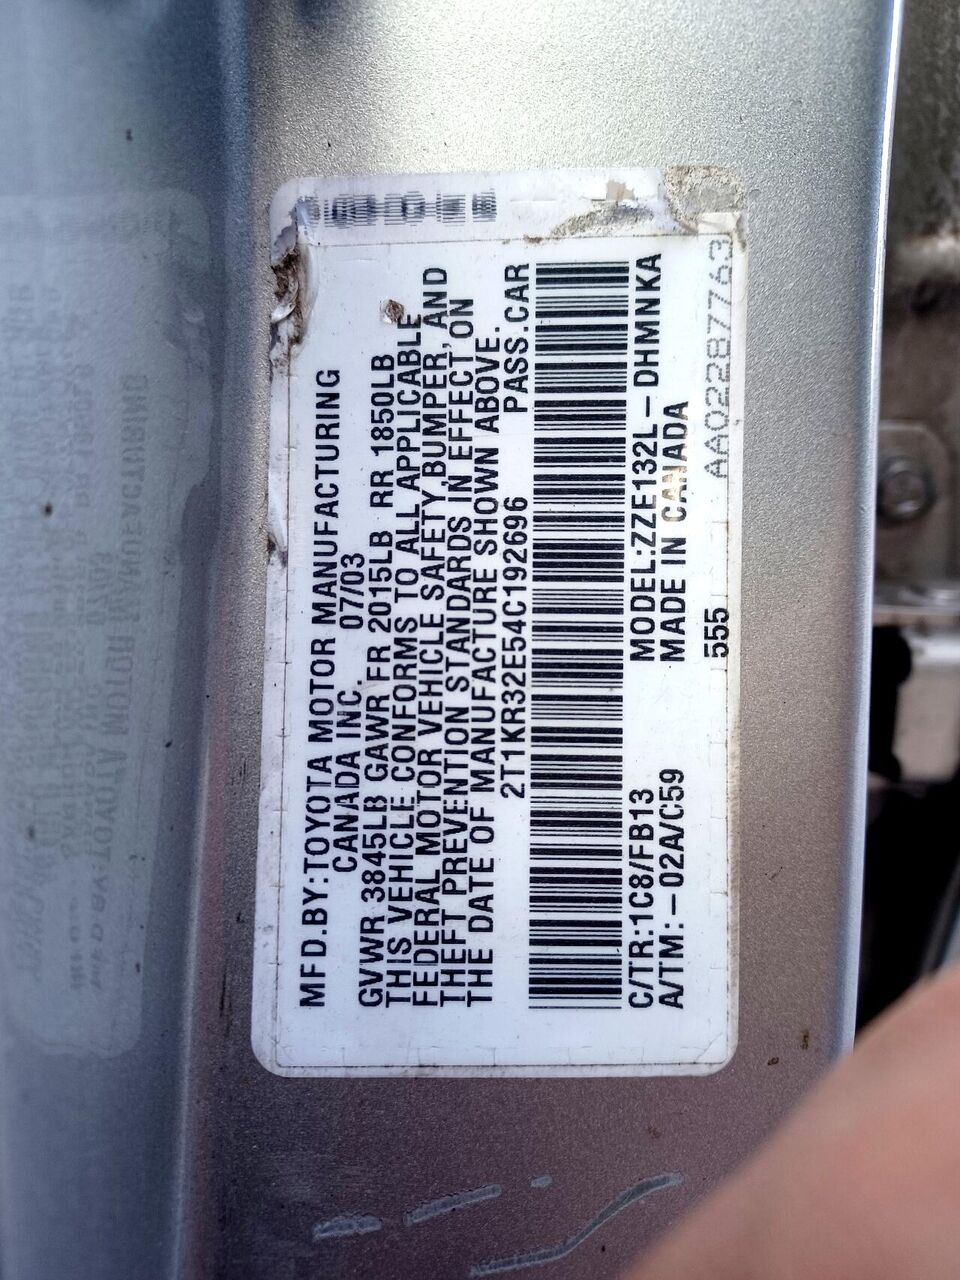 MFD.BY:TOYOTA MOTOR MANUFACTURING
CANADA INC. 07/03
GVWR 3845LB GAWR FR 2015LB RR 1850LB
THIS VEHICLE CONFORMS TO ALL APPLICABLE
FEDERAL MOTOR VEHICLE SAFETY,BUMPER, AND
THEFT PREVENTION STANDARDS IN EFFECT ON
THE DATE OF MANUFACTURE SHOWN ABOVE.
2T1KR32E54C192696 PASS.CAR
C/TR:1C8/FB13 MODEL:ZZE132L-DHMNKA
A/TM:-02A/C59 MADE IN CANADA
555 AA02287763